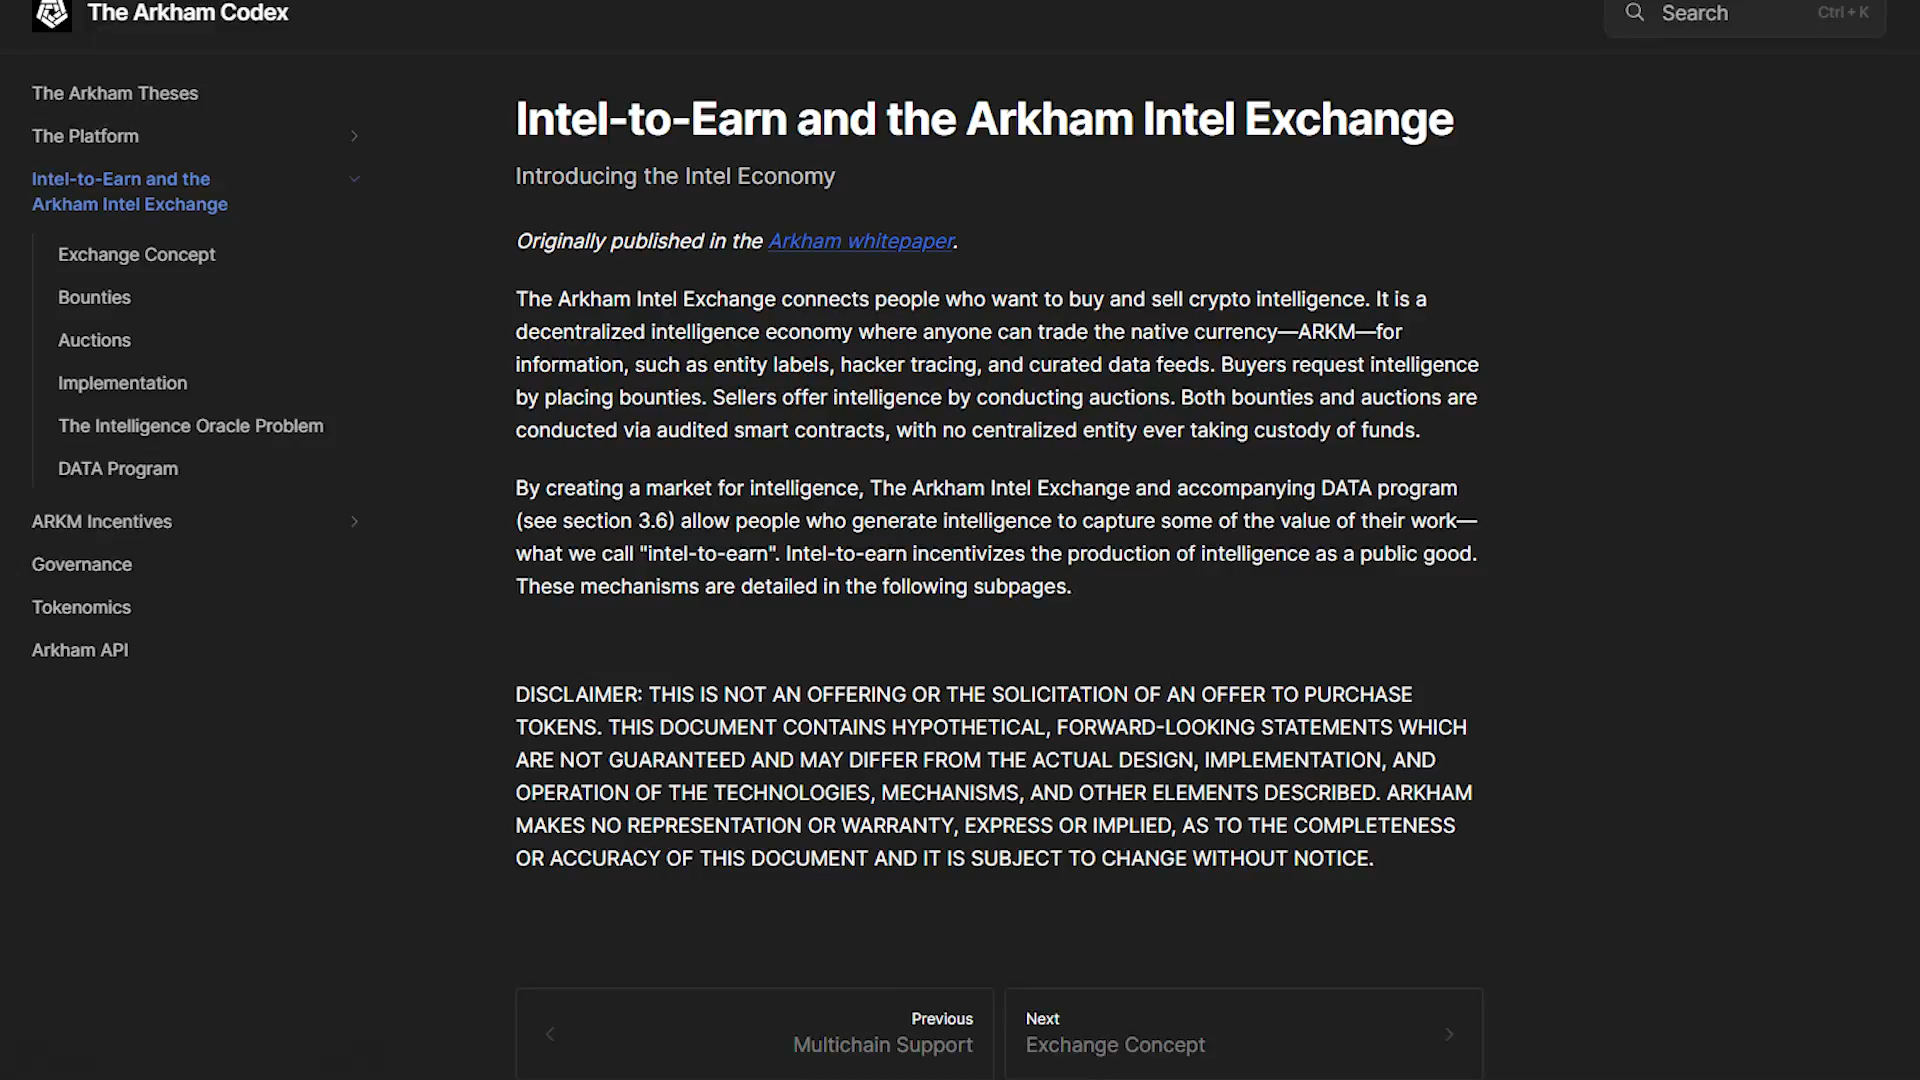 The Arkham Codex
Search
Ctrl + K
The Arkham Theses
The Platform
Intel-to-Earn and the
Arkham Intel Exchange
Exchange Concept
Bounties
Auctions
Implementation
The Intelligence Oracle Problem
DATA Program
ARKM Incentives
Governance
Tokenomics
Arkham API
Intel-to-Earn and the Arkham Intel Exchange
Introducing the Intel Economy
Originally published in the Arkham whitepaper.
The Arkham Intel Exchange connects people who want to buy and sell crypto intelligence. It is a
decentralized intelligence economy where anyone can trade the native currency—ARKM—for
information, such as entity labels, hacker tracing, and curated data feeds. Buyers request intelligence
by placing bounties. Sellers offer intelligence by conducting auctions. Both bounties and auctions are
conducted via audited smart contracts, with no centralized entity ever taking custody of funds.
By creating a market for intelligence, The Arkham Intel Exchange and accompanying DATA program
(see section 3.6) allow people who generate intelligence to capture some of the value of their work—
what we call "intel-to-earn". Intel-to-earn incentivizes the production of intelligence as a public good.
These mechanisms are detailed in the following subpages.
DISCLAIMER: THIS IS NOT AN OFFERING OR THE SOLICITATION OF AN OFFER TO PURCHASE
TOKENS. THIS DOCUMENT CONTAINS HYPOTHETICAL, FORWARD-LOOKING STATEMENTS WHICH
ARE NOT GUARANTEED AND MAY DIFFER FROM THE ACTUAL DESIGN, IMPLEMENTATION, AND
OPERATION OF THE TECHNOLOGIES, MECHANISMS, AND OTHER ELEMENTS DESCRIBED. ARKHAM
MAKES NO REPRESENTATION OR WARRANTY, EXPRESS OR IMPLIED, AS TO THE COMPLETENESS
OR ACCURACY OF THIS DOCUMENT AND IT IS SUBJECT TO CHANGE WITHOUT NOTICE.
Previous
Multichain Support
Next
Exchange Concept